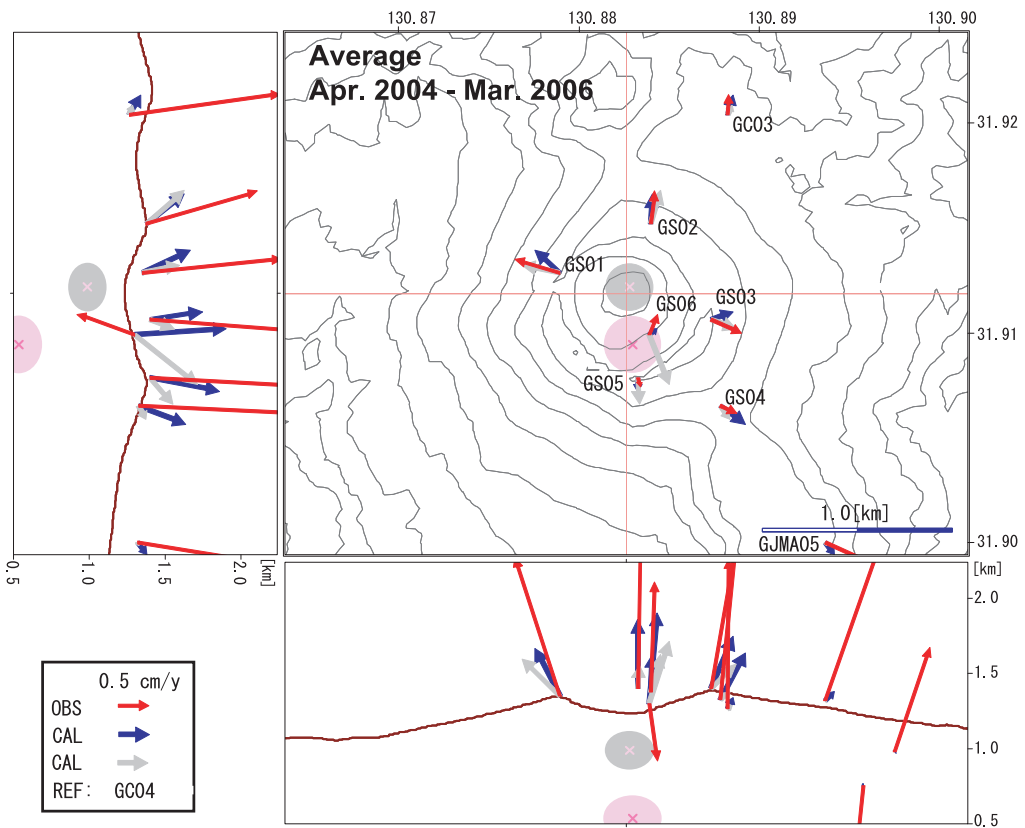 130.87 130.88 130.89 130.90
Average
Apr. 2004 - Mar. 2006
GC03
31.92
GS02
GS01
GS06 GS03
31.91
GS05
GS04
1.0[km]
GJMA05
31.90
0.5 1.0 1.5 2.0 [km]
[km]
2.0
1.5
1.0
0.5
0.5 cm/y
OBS
CAL
CAL
REF: GC04